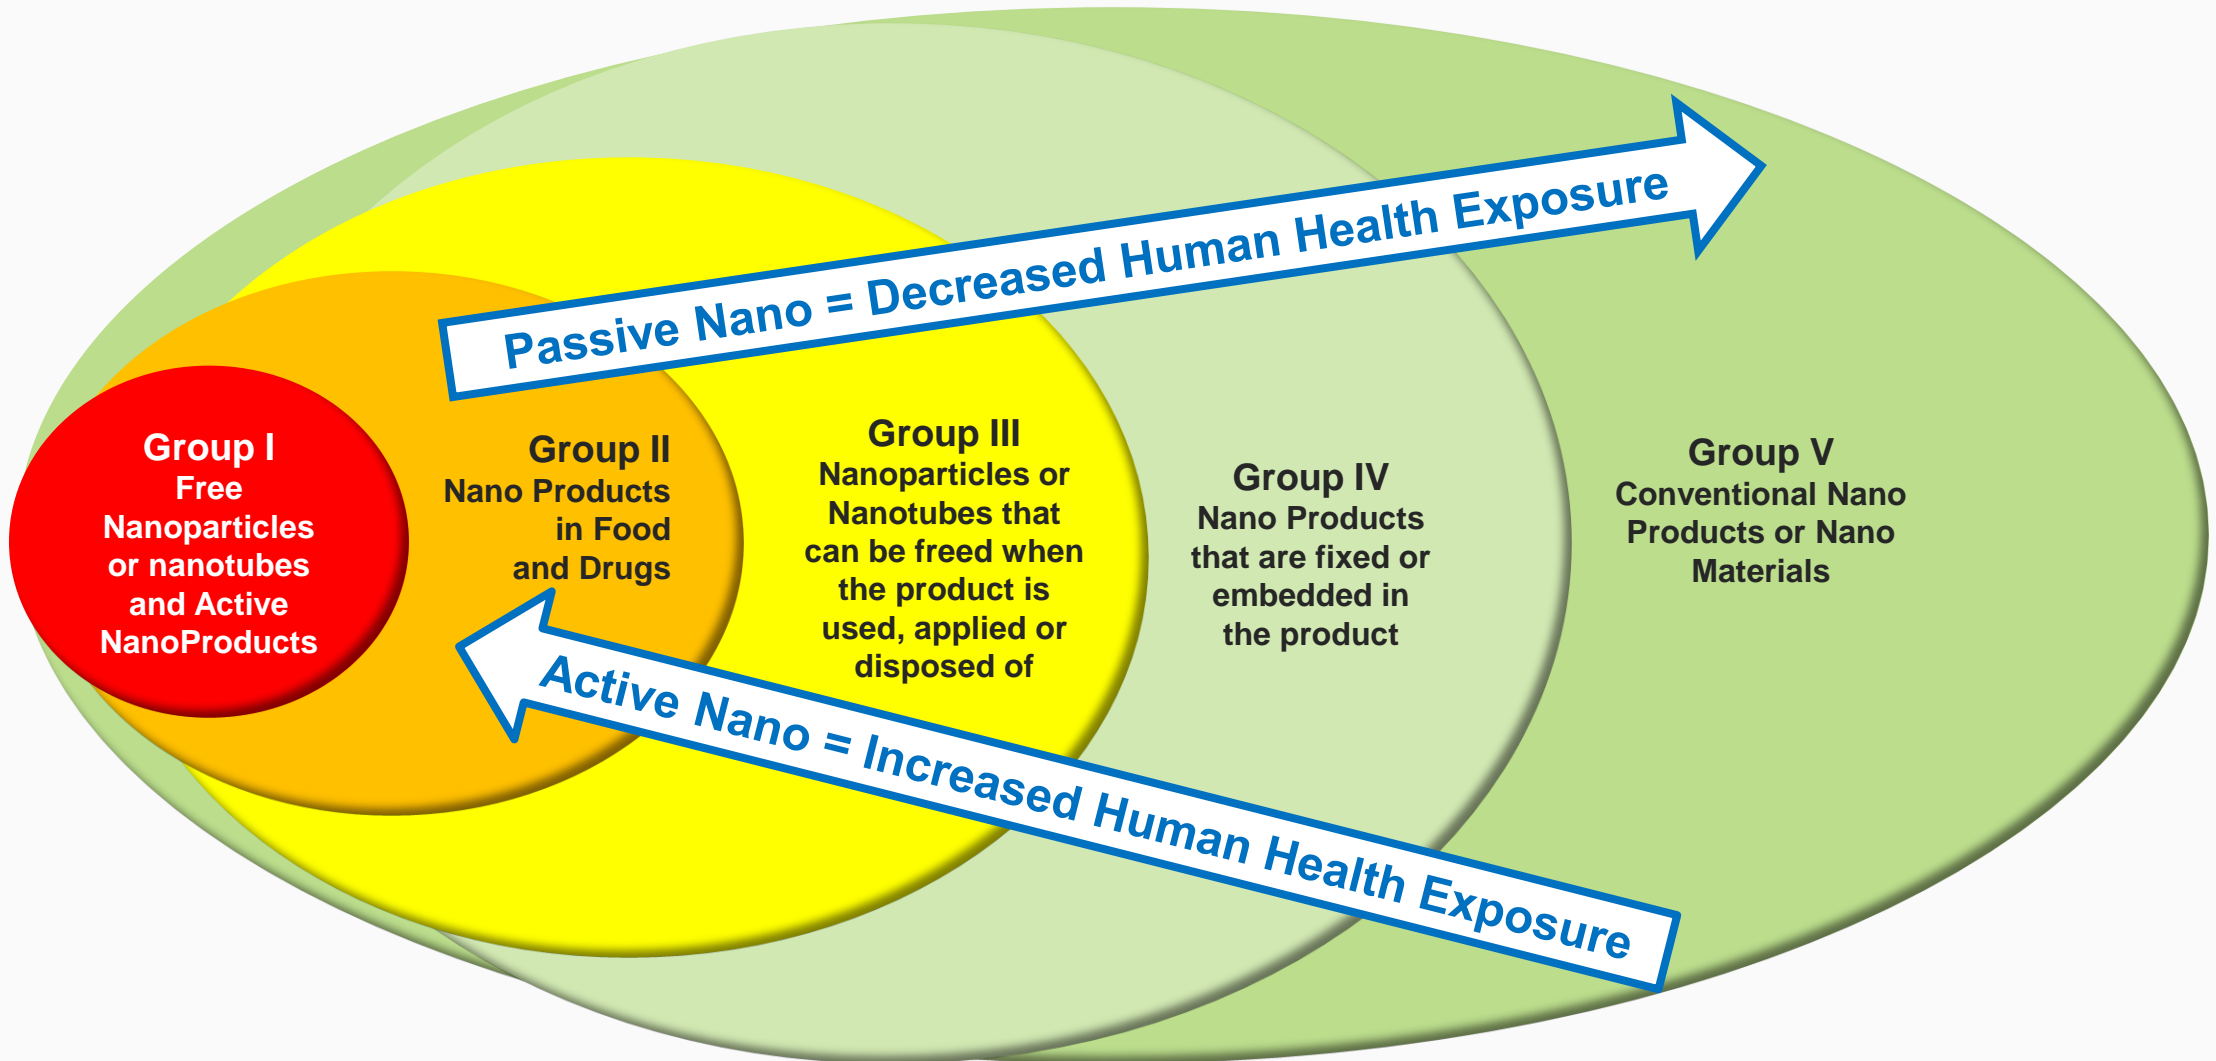 Passive Nano = Decreased Human Health Exposure
Group I
Free
Nanoparticles
or nanotubes
and Active
NanoProducts
Group II
Nano Products
in Food
and Drugs
Group III
Nanoparticles or
Nanotubes that
can be freed when
the product is
used, applied or
disposed of
Group IV
Nano Products
that are fixed or
embedded in
the product
Group V
Conventional Nano
Products or Nano
Materials
Active Nano = Increased Human Health Exposure